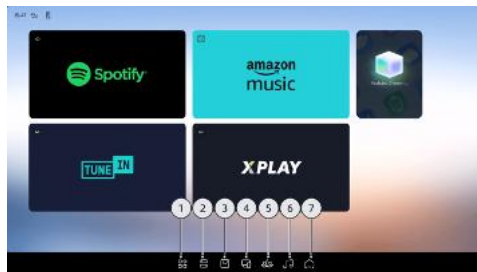 Spotify
amazon
music
TUNE IN
XPLAY
1 2 3 4 5 6 7